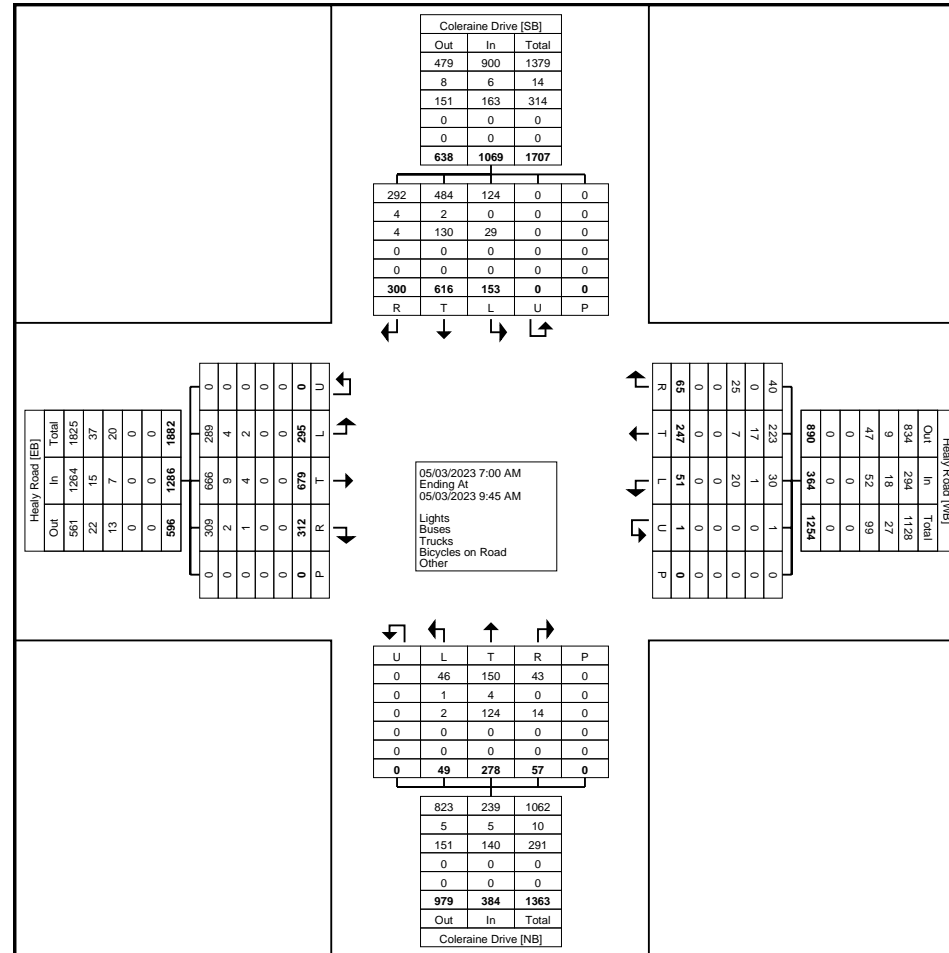 Coleraine Drive [SB]
Out In Total
479 900 1379
8 6 14
151 163 314
0 0 0
0 0 0
638 1069 1707
292 484 124 0 0
4 2 0 0 0
4 130 29 0 0
0 0 0 0 0
0 0 0 0 0
300 616 153 0 0
R T L U P
U L T R P
0 295 679 312 0
0 0 0 0 0
0 0 0 0 0
0 2 4 1 0
0 4 9 2 0
0 289 666 309 0
1882 1286 596
0 0 0
0 0 0
20 7 13
37 15 22
1825 1264 561
Total In Out
Healy Road [EB]
05/03/2023 7:00 AM
Ending At
05/03/2023 9:45 AM
Lights
Buses
Trucks
Bicycles on Road
Other
Healy Road [WB]
Out In Total
834 294 1128
9 18 27
47 52 99
0 0 0
0 0 0
890 364 1254
40 223 30 1 0
0 17 1 0 0
25 7 20 0 0
0 0 0 0 0
0 0 0 0 0
65 247 51 1 0
R T L U P
U L T R P
0 46 150 43 0
0 1 4 0 0
0 2 124 14 0
0 0 0 0 0
0 0 0 0 0
0 49 278 57 0
823 239 1062
5 5 10
151 140 291
0 0 0
0 0 0
979 384 1363
Out In Total
Coleraine Drive [NB]